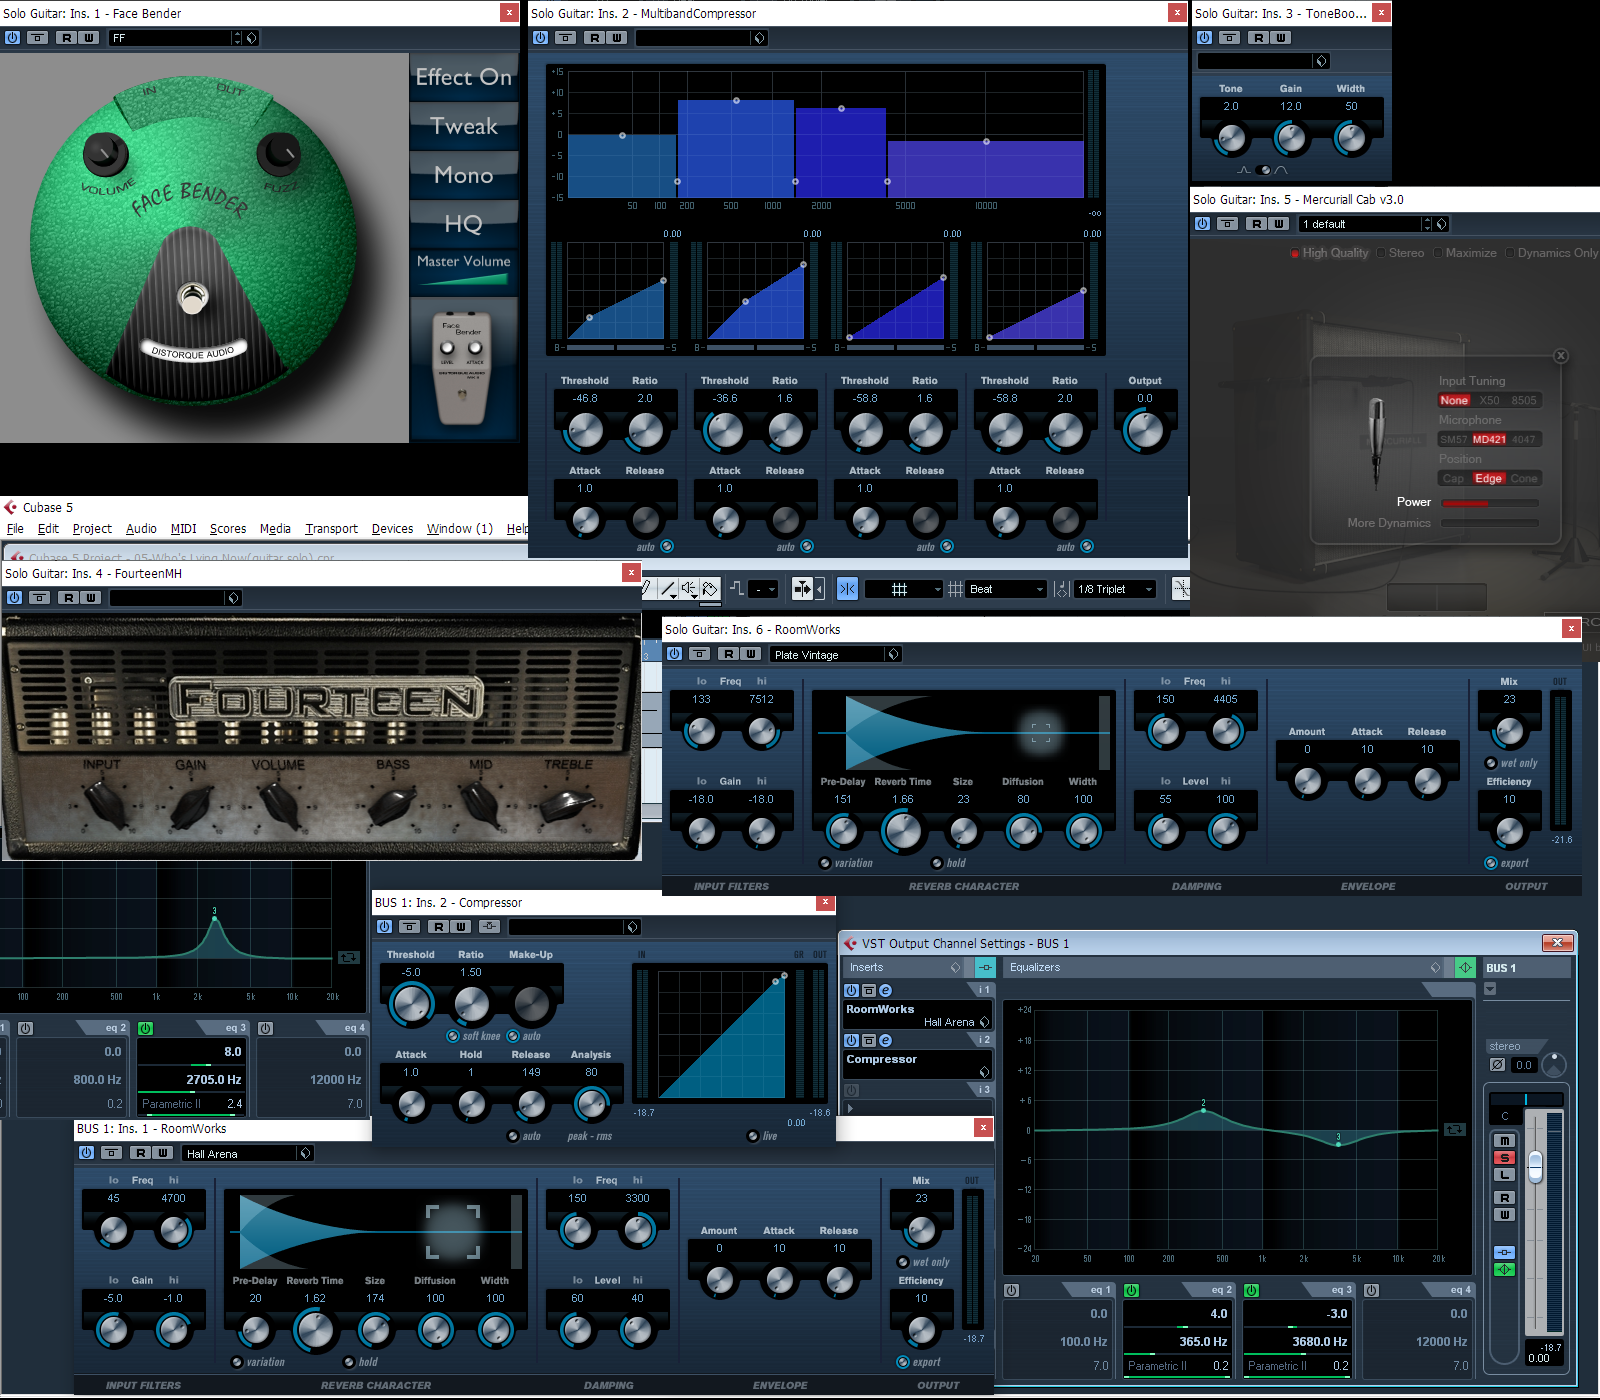 Solo Guitar: Ins. 1 - Face Bender
R W FF
IN OUT
VOLUME FUZZ
FACE BENDER
DISTORQUE AUDIO
Effect On
Tweak
Mono
HQ
Master Volume
Face Bender
LEVEL ATTACK
Solo Guitar: Ins. 2 - MultibandCompressor
R W
+15
+10
+5
0
-5
-10
-15
50 100 200 500 1000 2000 5000 10000
-oo
0.00 0.00 0.00 0.00
Threshold Ratio Threshold Ratio Threshold Ratio Threshold Ratio Output
-46.8 2.0 -36.6 1.6 -58.8 1.6 -58.8 2.0 0.0
Attack Release Attack Release Attack Release Attack Release
1.0 1.0 1.0 1.0
auto auto auto auto
Solo Guitar: Ins. 3 - ToneBoo...
R W
Tone Gain Width
2.0 12.0 50
Solo Guitar: Ins. 5 - Mercuriall Cab v3.0
R W 1 default
High Quality Stereo Maximize Dynamics Only
Input Tuning
None X50 8505
Microphone
SM57 MD421 4047
Position
Cap Edge Cone
Power
More Dynamics
Cubase 5
File Edit Project Audio MIDI Scores Media Transport Devices Window (1) Help
Cubase 5 Project - 05-Who's Lying Now(guitar solo).cpr
Beat 1/8 Triplet
Solo Guitar: Ins. 4 - FourteenMH
R W
FOURTEEN
INPUT GAIN VOLUME BASS MID TREBLE
Solo Guitar: Ins. 6 - RoomWorks
R W Plate Vintage
lo Freq hi
133 7512
lo Gain hi
-18.0 -18.0
INPUT FILTERS
Pre-Delay Reverb Time Size Diffusion Width
151 1.66 23 80 100
variation hold
REVERB CHARACTER
lo Freq hi
150 4405
lo Level hi
55 100
DAMPING
Amount Attack Release
0 10 10
ENVELOPE
Mix OUT
23
wet only
Efficiency
10
-21.6
export
OUTPUT
3
100 200 500 1k 2k 5k 10k 20k
eq 2 eq 3 eq 4
0.0 8.0 0.0
800.0 Hz 2705.0 Hz 12000 Hz
0.2 Parametric II 2.4 7.0
BUS 1: Ins. 2 - Compressor
R W
Threshold Ratio Make-Up
-5.0 1.50
soft knee auto
Attack Hold Release Analysis
1.0 1 149 80
auto peak - rms
IN GR OUT
-18.7 -18.6
0.00
live
VST Output Channel Settings - BUS 1
Inserts Equalizers BUS 1
i 1
RoomWorks
Hall Arena
i 2
Compressor
i 3
+24
+18
+12
+6
0
-6
-12
-18
-24
2
3
20 50 100 200 500 1k 2k 5k 10k 20k
eq 1 eq 2 eq 3 eq 4
0.0 4.0 -3.0 0.0
100.0 Hz 365.0 Hz 3680.0 Hz 12000 Hz
7.0 Parametric II 0.2 Parametric II 0.2 7.0
stereo
0.0
C
M
S
L
R
W
-18.7
0.00
BUS 1: Ins. 1 - RoomWorks
R W Hall Arena
lo Freq hi
45 4700
lo Gain hi
-5.0 -1.0
INPUT FILTERS
Pre-Delay Reverb Time Size Diffusion Width
20 1.62 174 100 100
variation hold
REVERB CHARACTER
lo Freq hi
150 3300
lo Level hi
60 40
DAMPING
Amount Attack Release
0 10 10
ENVELOPE
Mix OUT
23
wet only
Efficiency
10
-18.7
export
OUTPUT